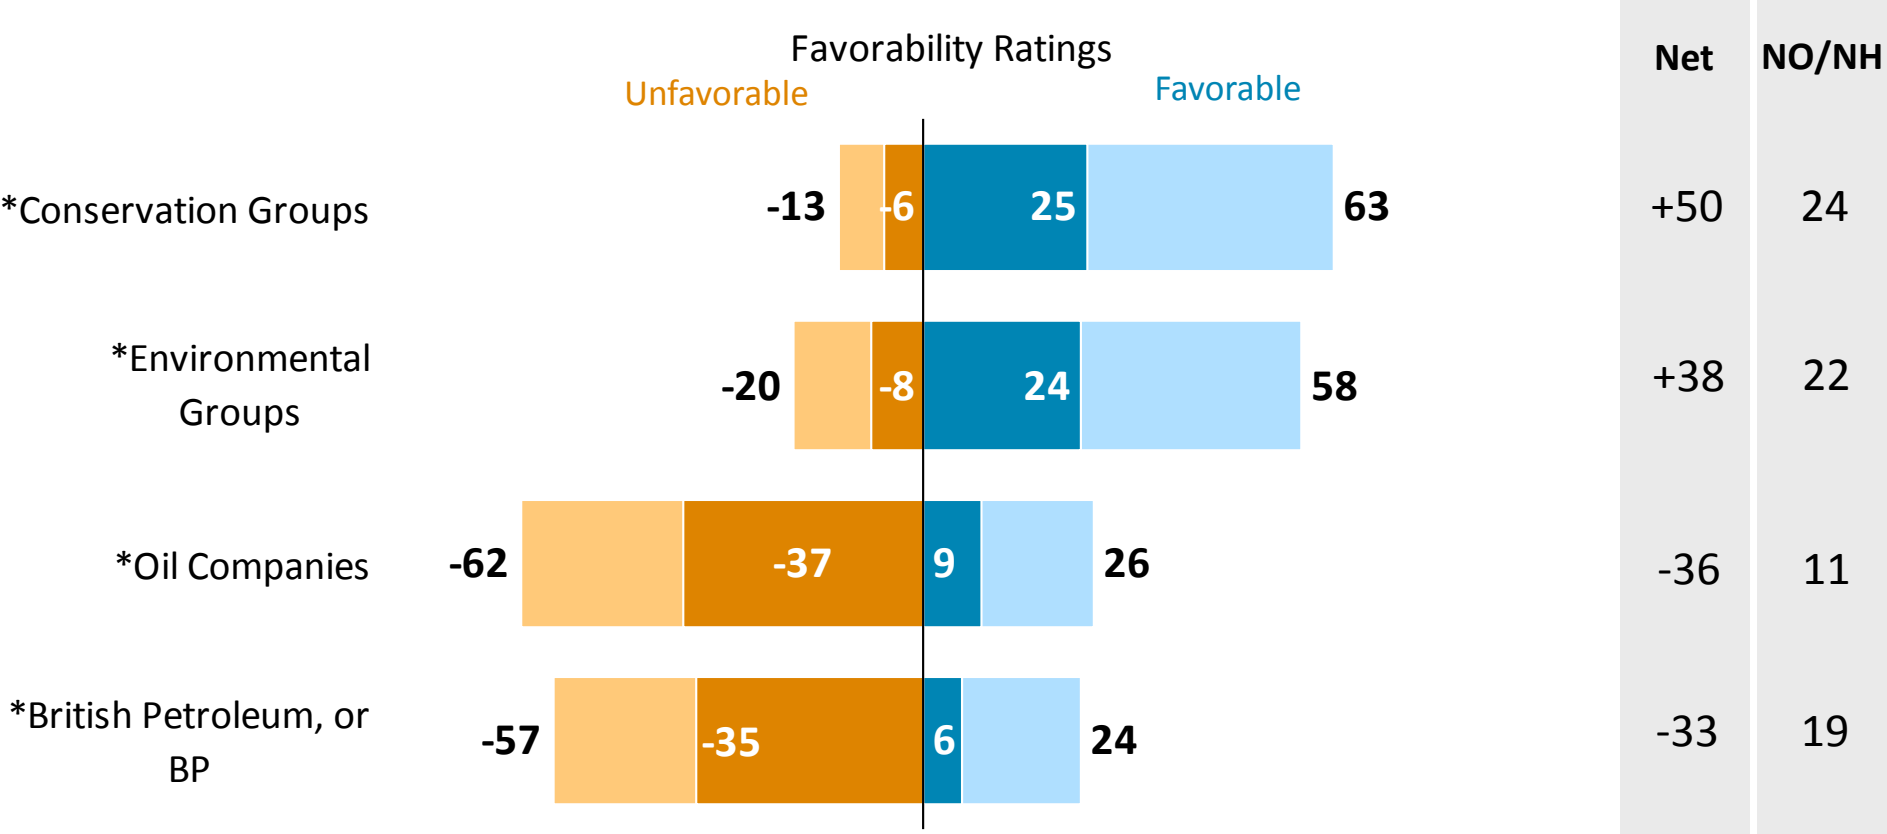 Favorability Ratings
Unfavorable Favorable Net NO/NH
*Conservation Groups -13 -6 25 63 +50 24
*Environmental
Groups -20 -8 24 58 +38 22
*Oil Companies -62 -37 9 26 -36 11
*British Petroleum, or
BP -57 -35 6 24 -33 19